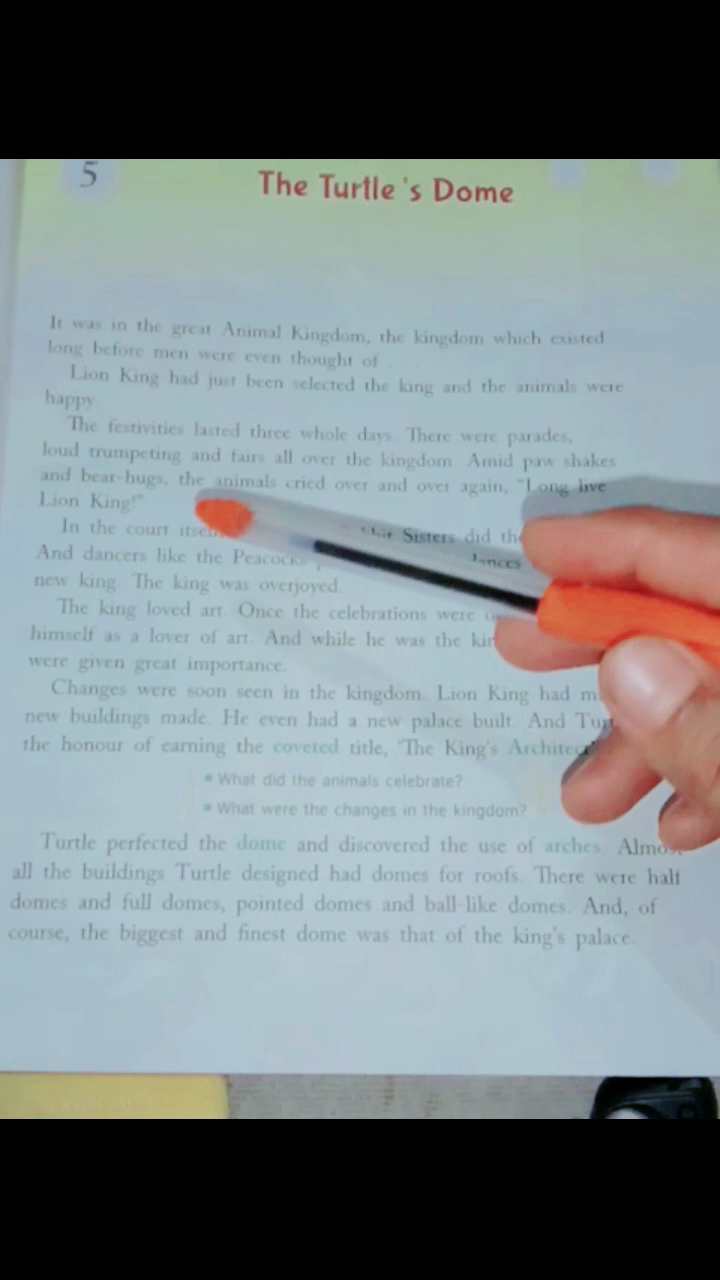 5
The Turtle's Dome
It was in the great Animal Kingdom, the kingdom which existed
long before men were even thought of
Lion King had just been selected the king and the animals were
happy.
The festivities lasted three whole days. There were parades,
loud trumpeting and fairs all over the kingdom. Amid paw shakes
and bear-hugs, the animals cried over and over again, "Long live
Lion King!"
In the court Sisters did
And dancers like the
new king. The king was overjoyed.
The king loved art. Once the celebrations were
himself as a lover of art. And while he was the
were given great importance.
Changes were soon seen in the kingdom. Lion King had
new buildings made. He even had a new palace built. And
the honour of earning the coveted title, 'The King's
• What did the animals celebrate?
• What were the changes in the kingdom?
Turtle perfected the dome and discovered the use of arches.
all the buildings Turtle designed had domes for roofs. There were half
domes and full domes, pointed domes and ball-like domes. And, of
course, the biggest and finest dome was that of the king's palace.